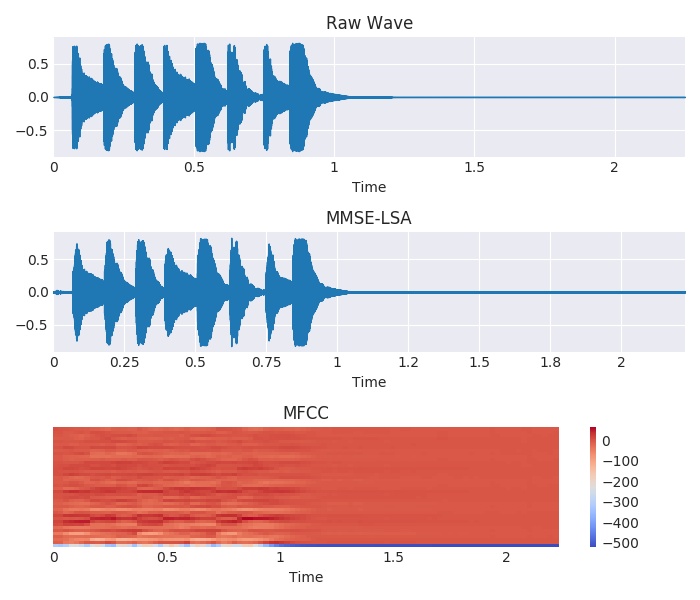 Raw Wave
0.5
0.0
−0.5
0 0.5 1 1.5 2
Time
MMSE-LSA
0.5
0.0
−0.5
0 0.25 0.5 0.75 1 1.2 1.5 1.8 2
Time
MFCC
0
−100
−200
−300
−400
−500
0 0.5 1 1.5 2
Time